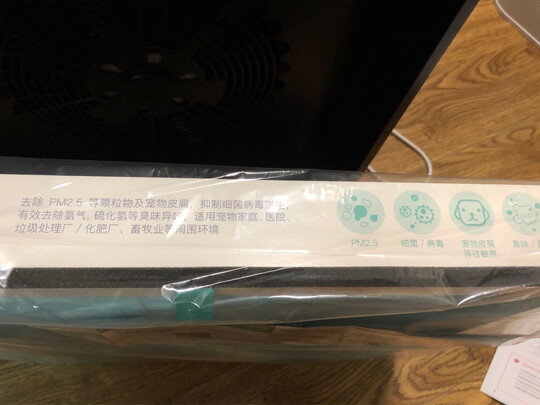 去除 PM2.5 等颗粒物及宠物皮屑, 抑制细菌病毒滋生,
有效去除氨气, 硫化氢等臭味异味, 适用宠物家庭、医院、
垃圾处理厂 / 化肥厂、畜牧业等周围环境
PM2.5
细菌 / 病毒
宠物皮屑
等过敏原
臭味 /